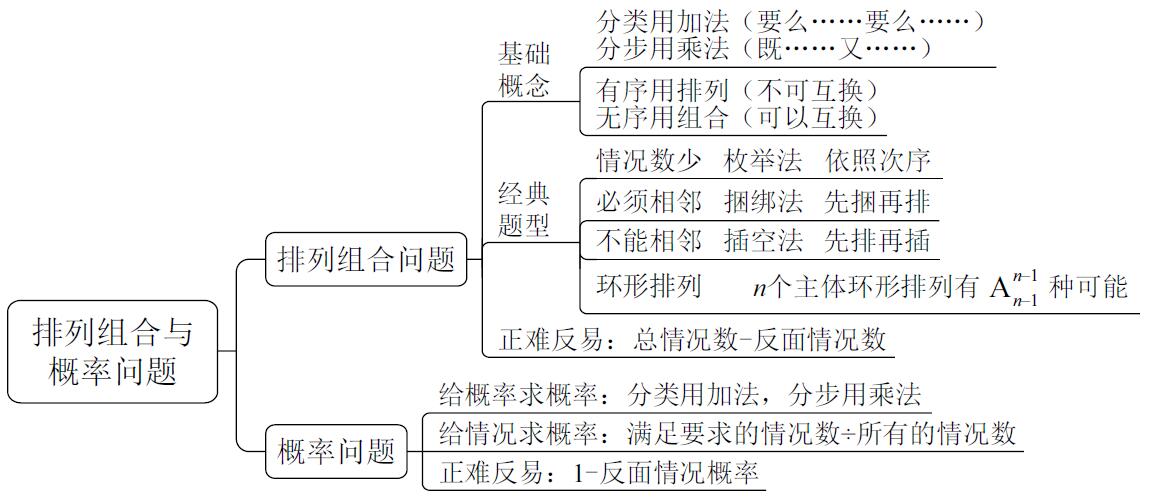 排列组合与
概率问题
排列组合问题
基础
概念
分类用加法（要么……要么……）
分步用乘法（既……又……）
有序用排列（不可互换）
无序用组合（可以互换）
经典
题型
情况数少 枚举法 依照次序
必须相邻 捆绑法 先捆再排
不能相邻 插空法 先排再插
环形排列 n个主体环形排列有 A_{n-1}^{n-1} 种可能
正难反易：总情况数-反面情况数
概率问题
给概率求概率：分类用加法，分步用乘法
给情况求概率：满足要求的情况数÷所有的情况数
正难反易：1-反面情况概率